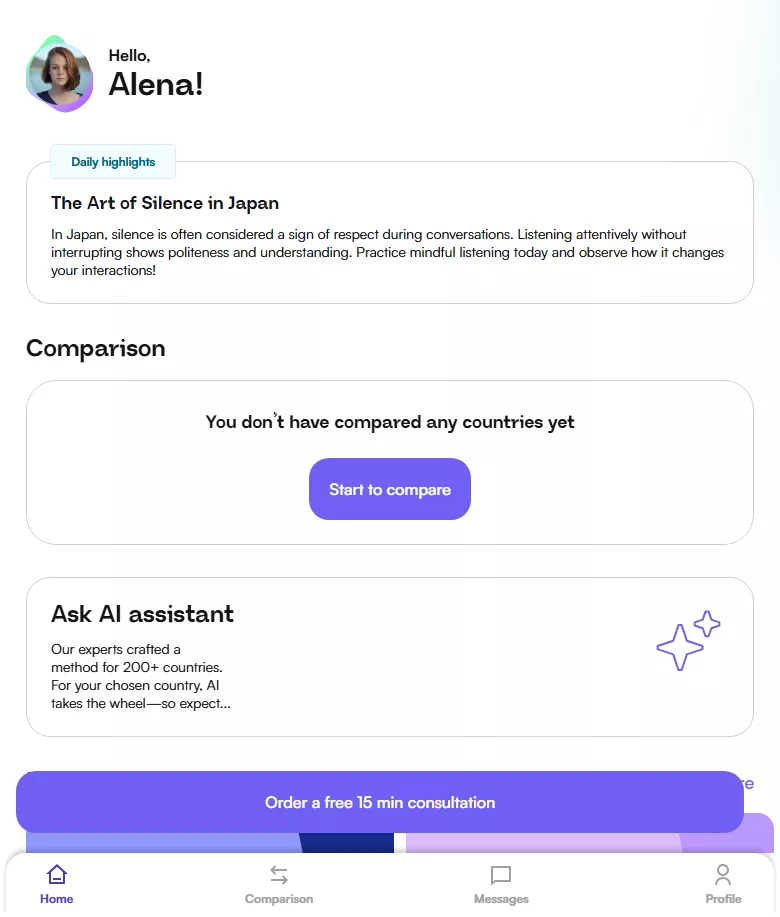 Hello,
Alena!
Daily highlights
The Art of Silence in Japan
In Japan, silence is often considered a sign of respect during conversations. Listening attentively without
interrupting shows politeness and understanding. Practice mindful listening today and observe how it changes
your interactions!
Comparison
You don't have compared any countries yet
Start to compare
Ask AI assistant
Our experts crafted a
method for 200+ countries.
For your chosen country, AI
takes the wheel—so expect...
Order a free 15 min consultation
Home
Comparison
Messages
Profile